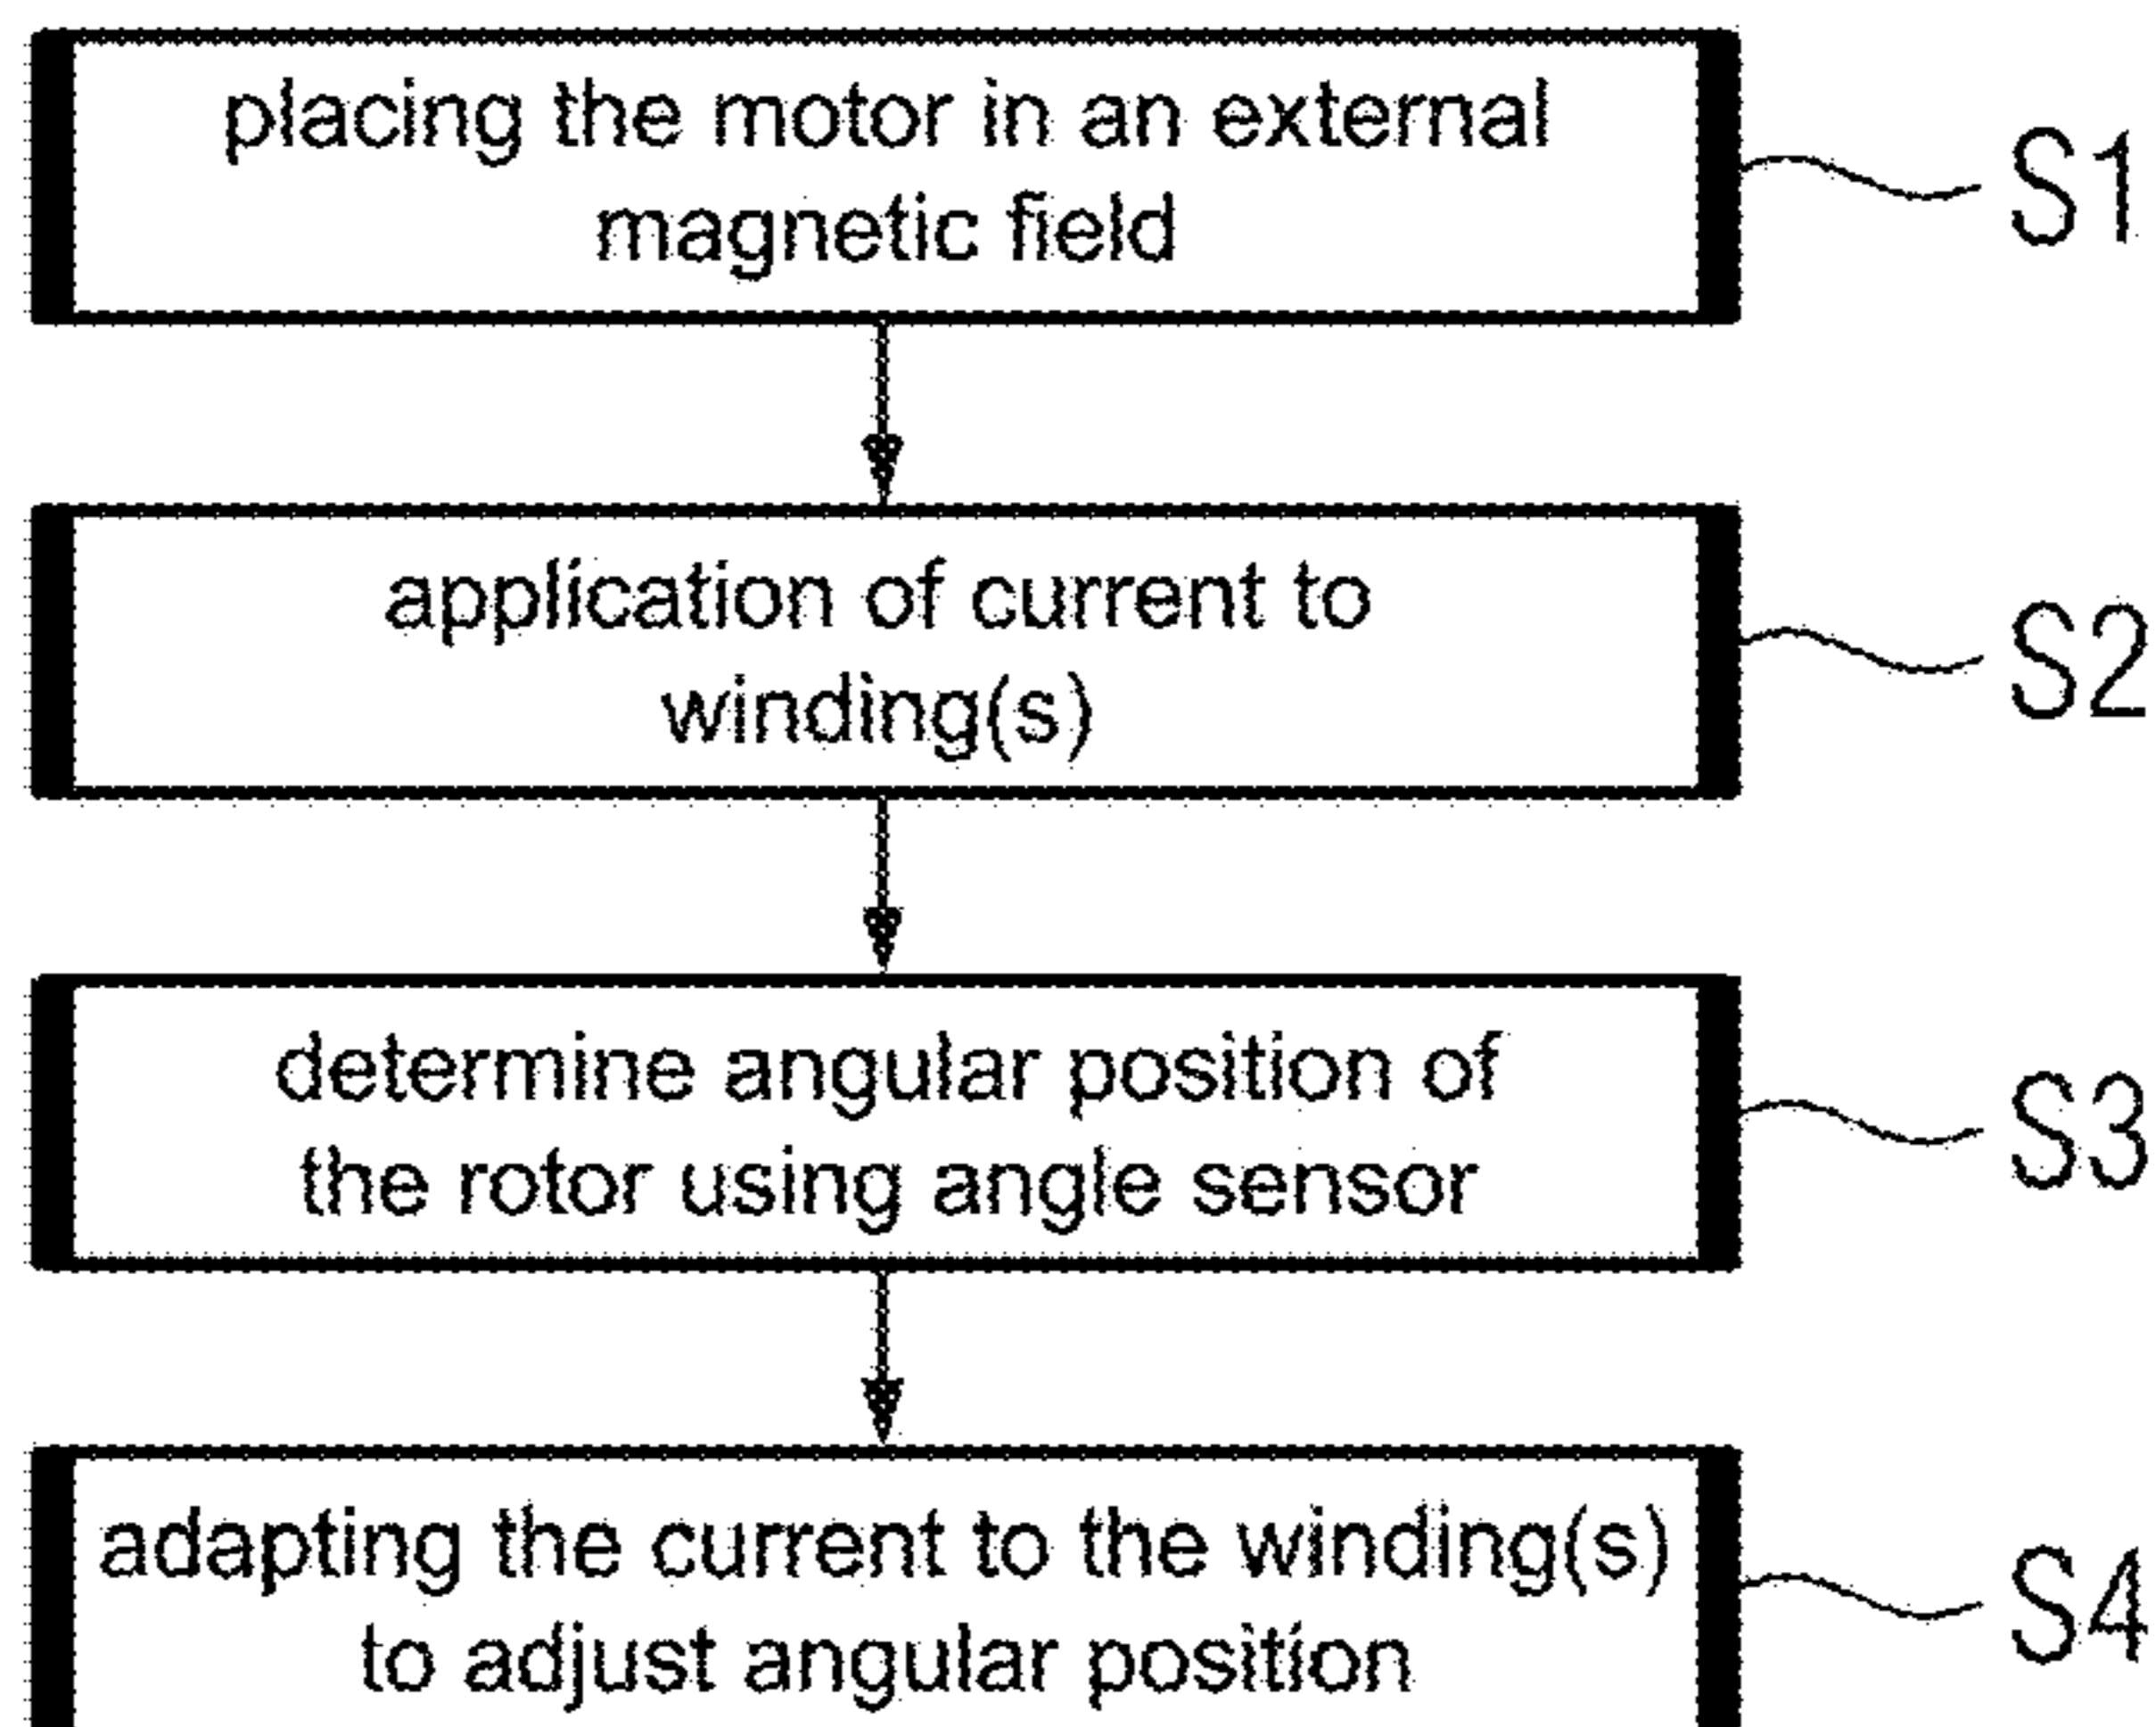 placing the motor in an external
magnetic field
S1
application of current to
winding(s)
S2
determine angular position of
the rotor using angle sensor
S3
adapting the current to the winding(s)
to adjust angular position
S4